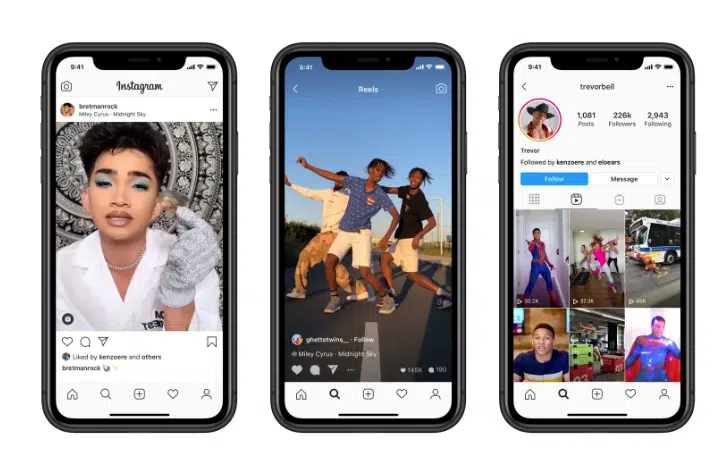 9:41
Instagram
bretmanrock
Miley Cyrus · Midnight Sky
Liked by kenzoere and others
bretmanrock
9:41
Reels
ghettotwins__ · Follow
Miley Cyrus · Midnight Sky
145K 190
9:41
trevorbell
1,081 226k 2,943
Posts Followers Following
Trevor
Followed by kenzoere and eloears
Follow Message
30.2K 37.3K 45K